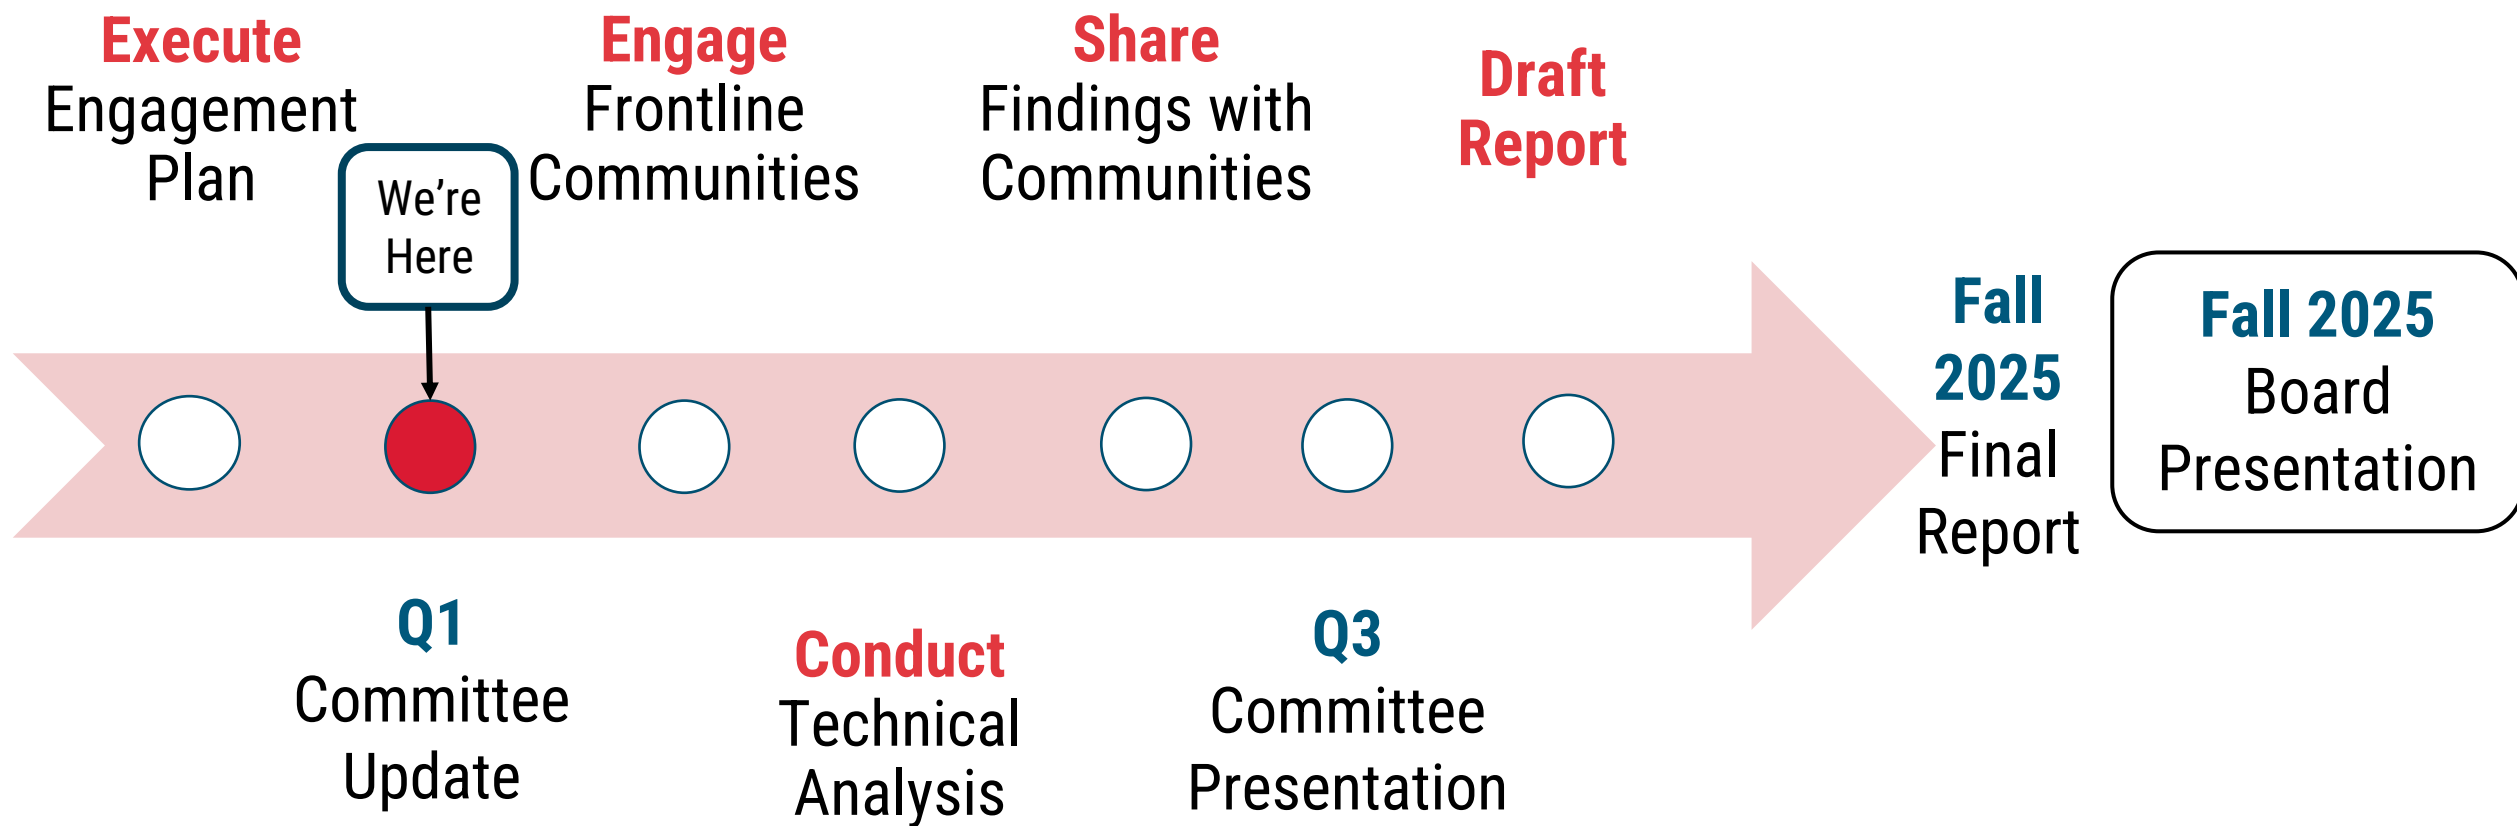 Execute
Engagement
Plan
We're
Here
Engage
Frontline
Communities
Share
Findings with
Communities
Draft
Report
Q1
Committee
Update
Conduct
Technical
Analysis
Q3
Committee
Presentation
Fall
2025
Final
Report
Fall 2025
Board
Presentation